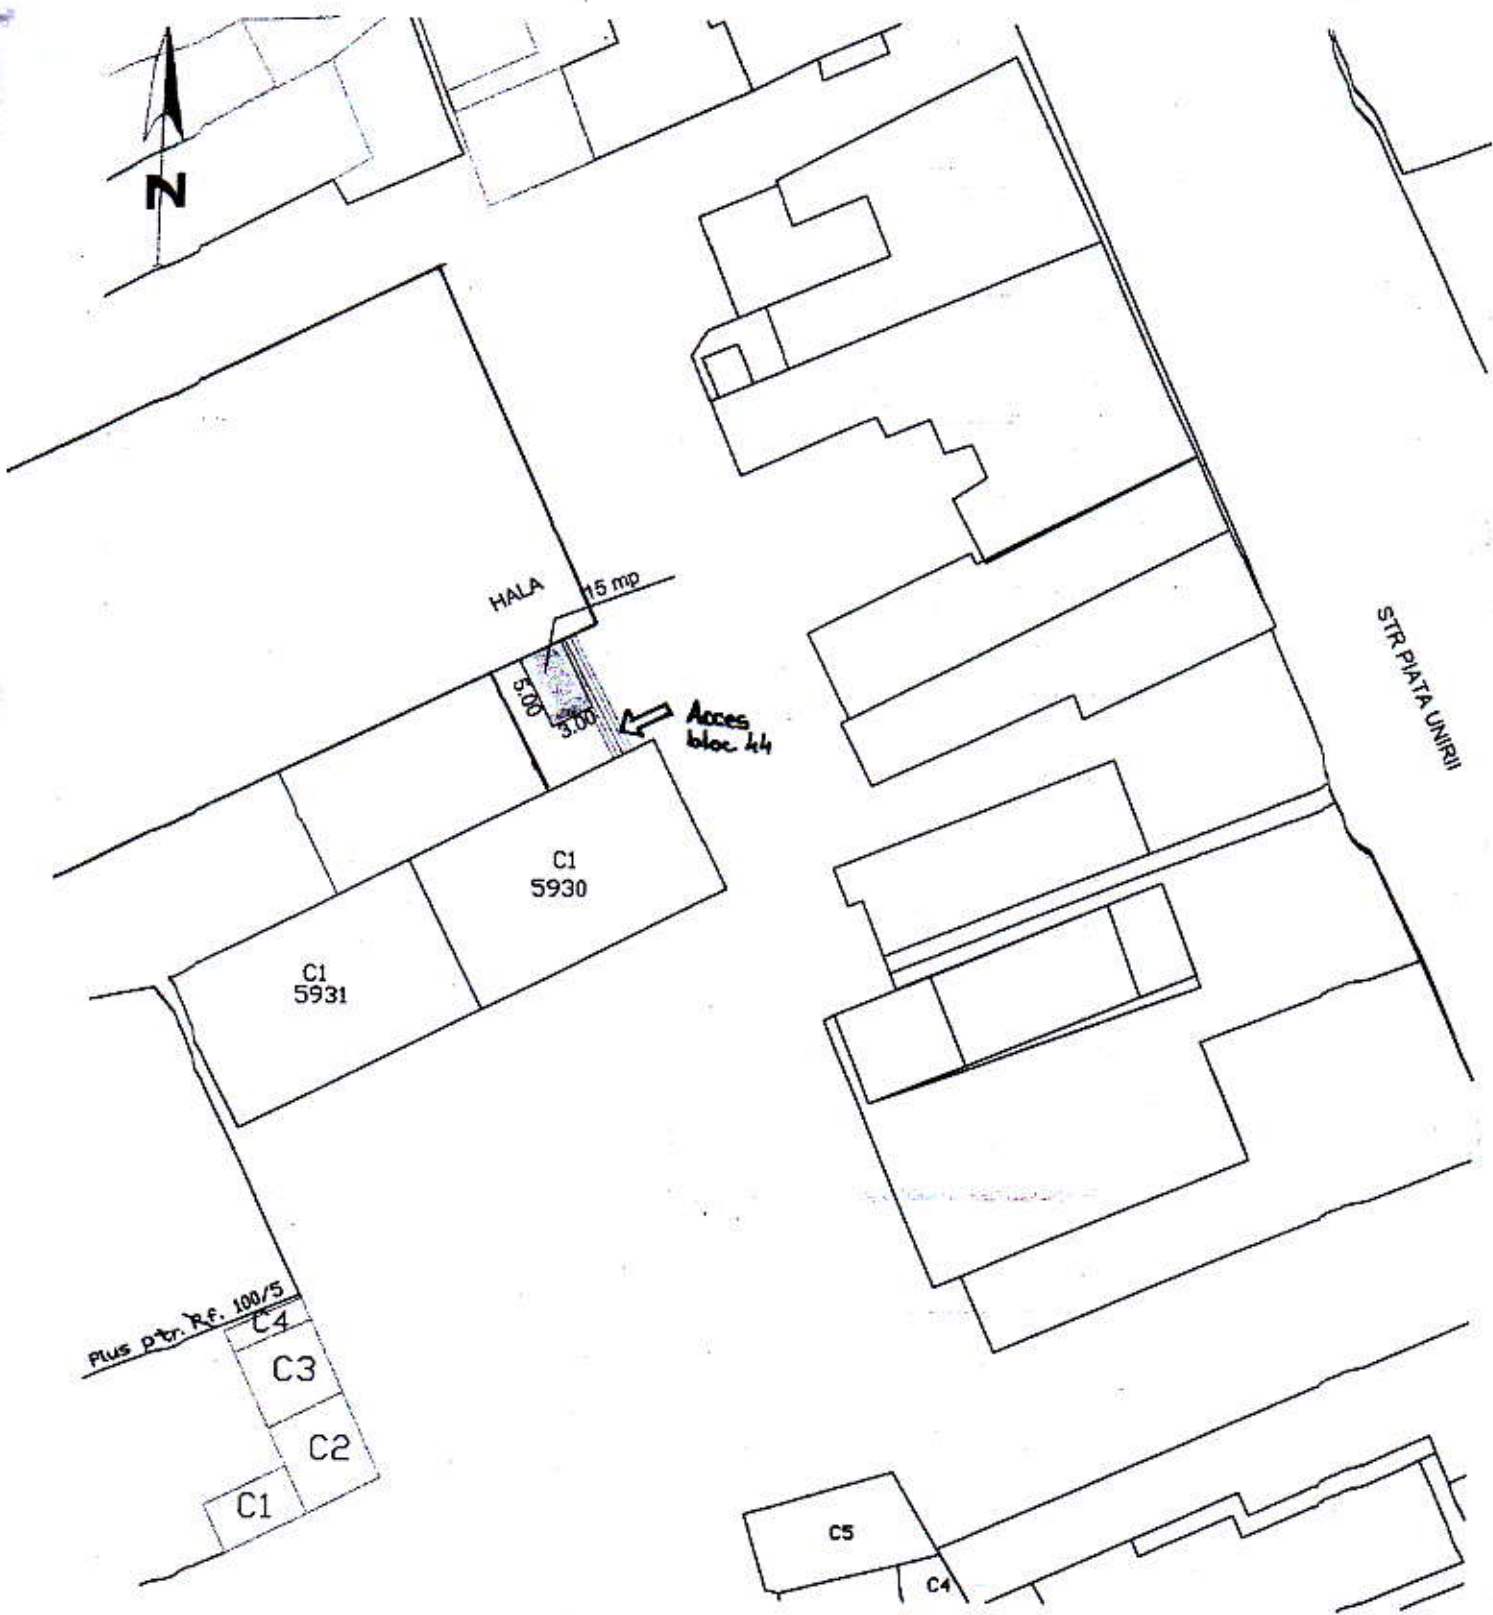 N
HALA
15 mp
5.00
3.00
Acces
bloc 44
STR PIATA UNIRII
C1
5930
C1
5931
Plus ptr. Rf. 100/5
C4
C3
C2
C1
C5
C4